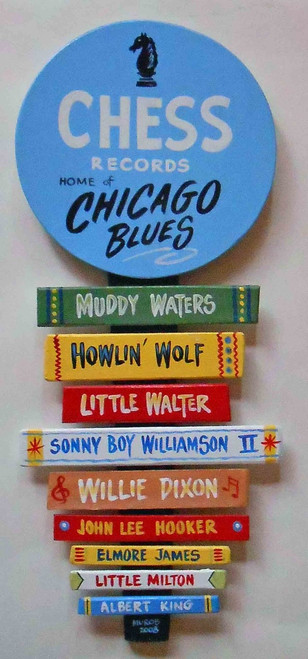 CHESS
RECORDS
HOME of
CHICAGO
BLUES
MUDDY WATERS
HOWLIN' WOLF
LITTLE WALTER
SONNY BOY WILLIAMSON II
WILLIE DIXON
JOHN LEE HOOKER
ELMORE JAMES
LITTLE MILTON
ALBERT KING
2008